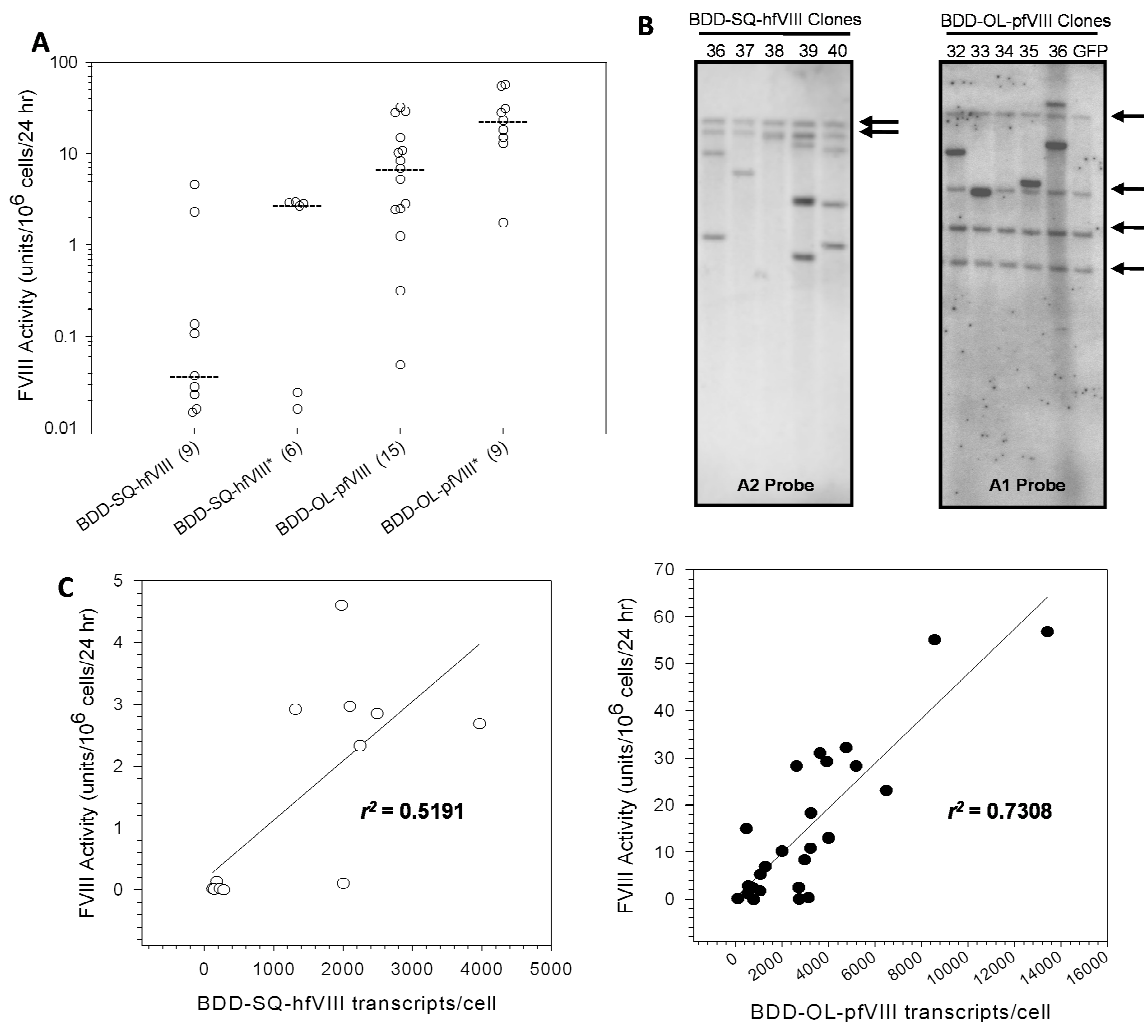 A
FVIII Activity (units/10^6 cells/24 hr)
100
10
1
0.1
0.01
BDD-SQ-hfVIII (9)
BDD-SQ-hfVIII* (6)
BDD-OL-pfVIII (15)
BDD-OL-pfVIII* (9)
B
BDD-SQ-hfVIII Clones
36 37 38 39 40
A2 Probe
BDD-OL-pfVIII Clones
32 33 34 35 36 GFP
A1 Probe
C
FVIII Activity (units/10^6 cells/24 hr)
5
4
3
2
1
0
r² = 0.5191
0 1000 2000 3000 4000 5000
BDD-SQ-hfVIII transcripts/cell
FVIII Activity (units/10^6 cells/24 hr)
70
60
50
40
30
20
10
0
r² = 0.7308
0 2000 4000 6000 8000 10000 12000 14000 16000
BDD-OL-pfVIII transcripts/cell